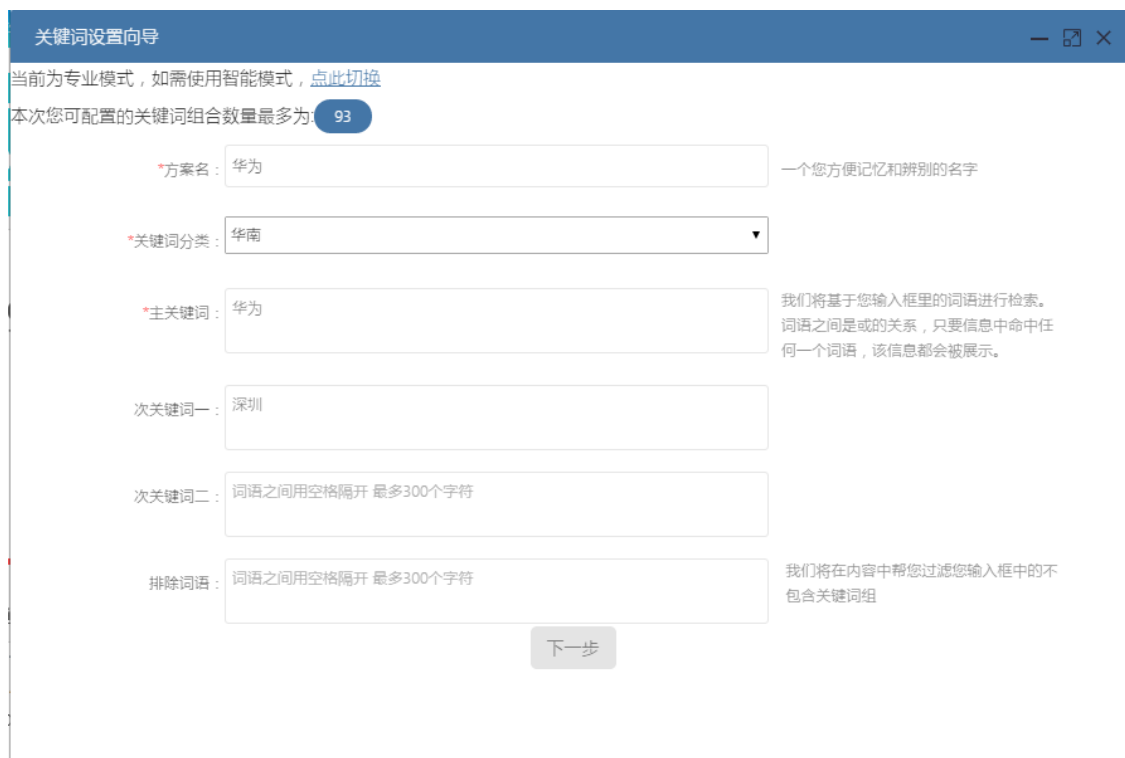 关键词设置向导
当前为专业模式，如需使用智能模式，点此切换
本次您可配置的关键词组合数量最多为: 93
*方案名： 华为 一个您方便记忆和辨别的名字
*关键词分类： 华南
*主关键词： 华为
我们将基于您输入框里的词语进行检索。
词语之间是或的关系，只要信息中命中任
何一个词语，该信息都会被展示。
次关键词一： 深圳
次关键词二： 词语之间用空格隔开 最多300个字符
排除词语： 词语之间用空格隔开 最多300个字符
我们将在内容中帮您过滤您输入框中的不
包含关键词组
下一步